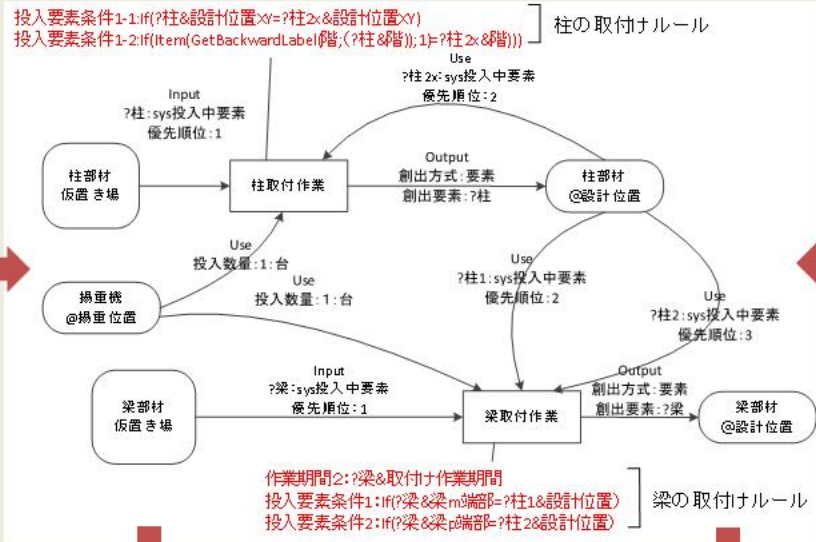 投入要素条件1-1:If(?柱&設計位置XY=?柱2x&設計位置XY)
投入要素条件1-2:If(Item(GetBackwardLabel(階;(?柱&階));1)=?柱2x&階)))
柱の取付ナルール
Use
?柱2x:sys投入中要素
優先順位:2
Input
?柱:sys投入中要素
優先順位:1
柱部材
仮置き場
柱取付作業
Output
創出方式:要素
創出要素:?柱
柱部材
@設計位置
Use
投入数量:1:台
Use
投入数量:1:台
揚重機
@揚重位置
Use
?柱1:sys投入中要素
優先順位:2
Use
?柱2:sys投入中要素
優先順位:3
Input
?梁:sys投入中要素
優先順位:1
梁部材
仮置き場
梁取付作業
Output
創出方式:要素
創出要素:?梁
梁部材
@設計位置
作業期間2:?梁&取付ナ作業期間
投入要素条件1:If(?梁&梁m端部=?柱1&設計位置)
投入要素条件2:If(?梁&梁p端部=?柱2&設計位置)
梁の取付けルール